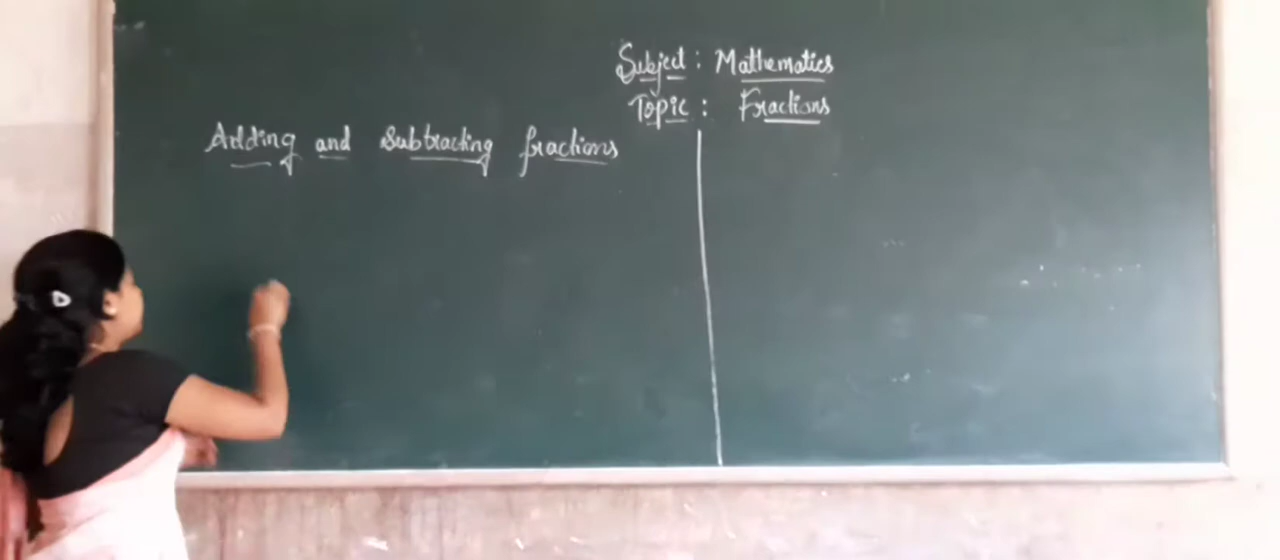 Subject : Mathematics
Topic : Fractions
Adding and Subtracting fractions